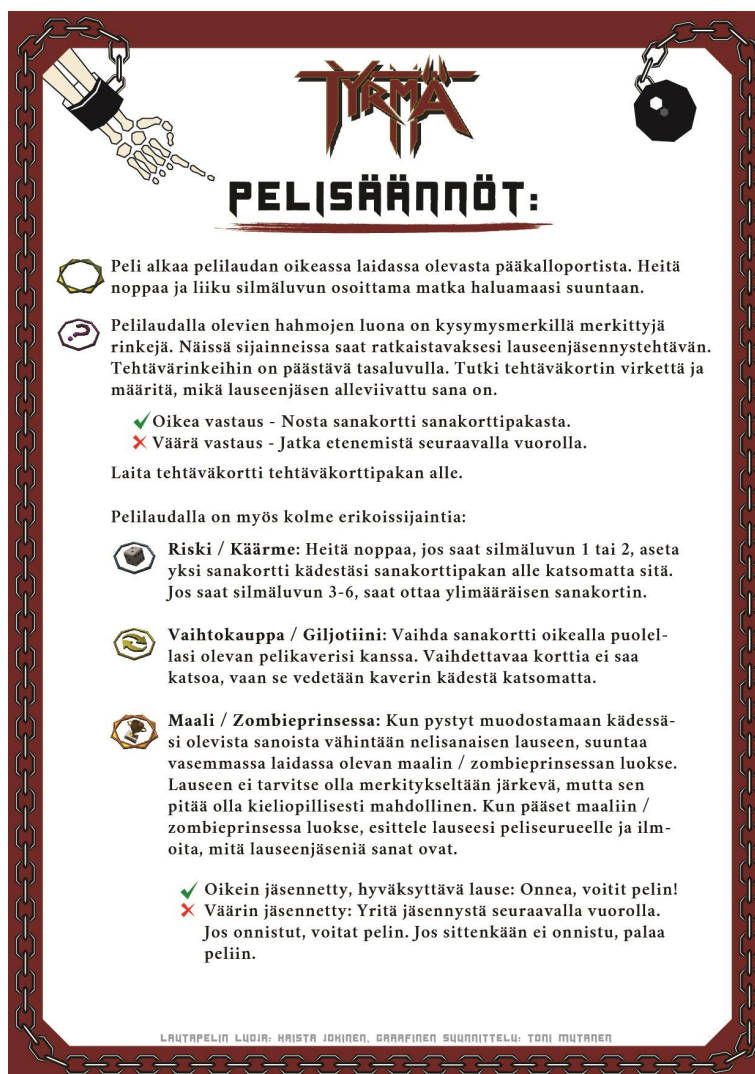 TYRMÄ
PELISÄÄNNÖT:
Peli alkaa pelilaudan oikeassa laidassa olevasta pääkalloportista. Heitä
noppaa ja liiku silmäluvun osoittama matka haluamaasi suuntaan.
Pelilaudalla olevien hahmojen luona on kysymysmerkillä merkittyjä
rinkejä. Näissä sijainneissa saat ratkaistavaksesi lauseenjäsennystehtävän.
Tehtävärinkeihin on päästävä tasaluvulla. Tutki tehtäväkortin virkettä ja
määritä, mikä lauseenjäsen alleviivattu sana on.
Oikea vastaus - Nosta sanakortti sanakorttipakasta.
Väärä vastaus - Jatka etenemistä seuraavalla vuorolla.
Laita tehtäväkortti tehtäväkorttipakan alle.
Pelilaudalla on myös kolme erikoissijaintia:
Riski / Käärme: Heitä noppaa, jos saat silmäluvun 1 tai 2, aseta
yksi sanakortti kädestäsi sanakorttipakan alle katsomatta sitä.
Jos saat silmäluvun 3-6, saat ottaa ylimääräisen sanakortin.
Vaihtokauppa / Giljotiini: Vaihda sanakortti oikealla puolel-
lasi olevan pelikaverisi kanssa. Vaihdettavaa korttia ei saa
katsoa, vaan se vedetään kaverin kädestä katsomatta.
Maali / Zombieprinsessa: Kun pystyt muodostamaan kädessä-
si olevista sanoista vähintään nelisanaisen lauseen, suuntaa
vasemmassa laidassa olevan maalin / zombieprinsessan luokse.
Lauseen ei tarvitse olla merkitykseltään järkevä, mutta sen
pitää olla kieliopillisesti mahdollinen. Kun pääset maaliin /
zombieprinsessa luokse, esittele lauseesi peliseurueelle ja ilm-
oita, mitä lauseenjäseniä sanat ovat.
Oikein jäsennetty, hyväksyttävä lause: Onnea, voitit pelin!
Väärin jäsennetty: Yritä jäsennystä seuraavalla vuorolla.
Jos onnistut, voitat pelin. Jos sittenkään ei onnistu, palaa
peliin.
LAUTAPELIN LUOJA: KRISTA JOKINEN, GRAAFINEN SUUNNITTELU: TONI MUTANEN